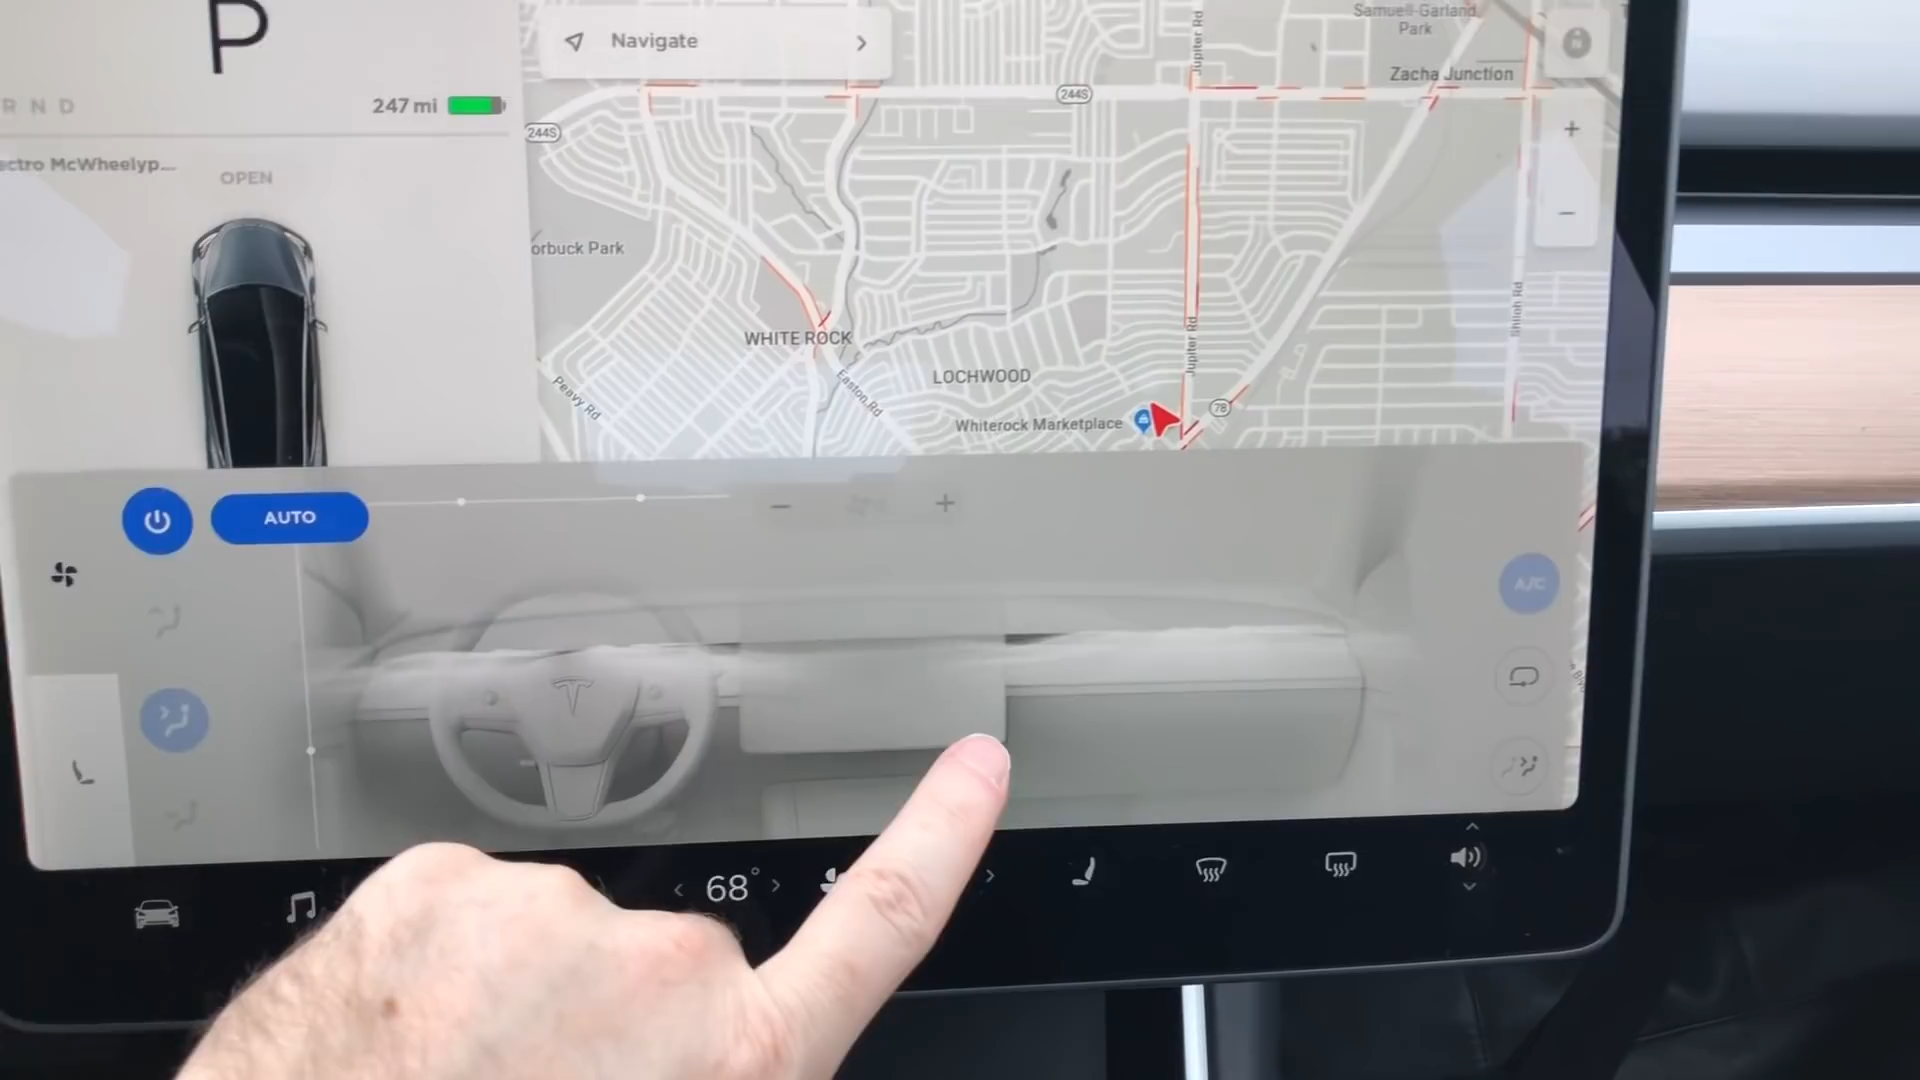 P
R N D
247 mi
ectro McWheelyp...
OPEN
Navigate
Samuell-Garland
Park
Zacha Junction
244S
244S
Jupiter Rd
orbuck Park
WHITE ROCK
LOCHWOOD
Peavy Rd
Easton Rd
Whiterock Marketplace
Jupiter Rd
78
Shiloh Rd
+
−
AUTO
−
+
A/C
68°